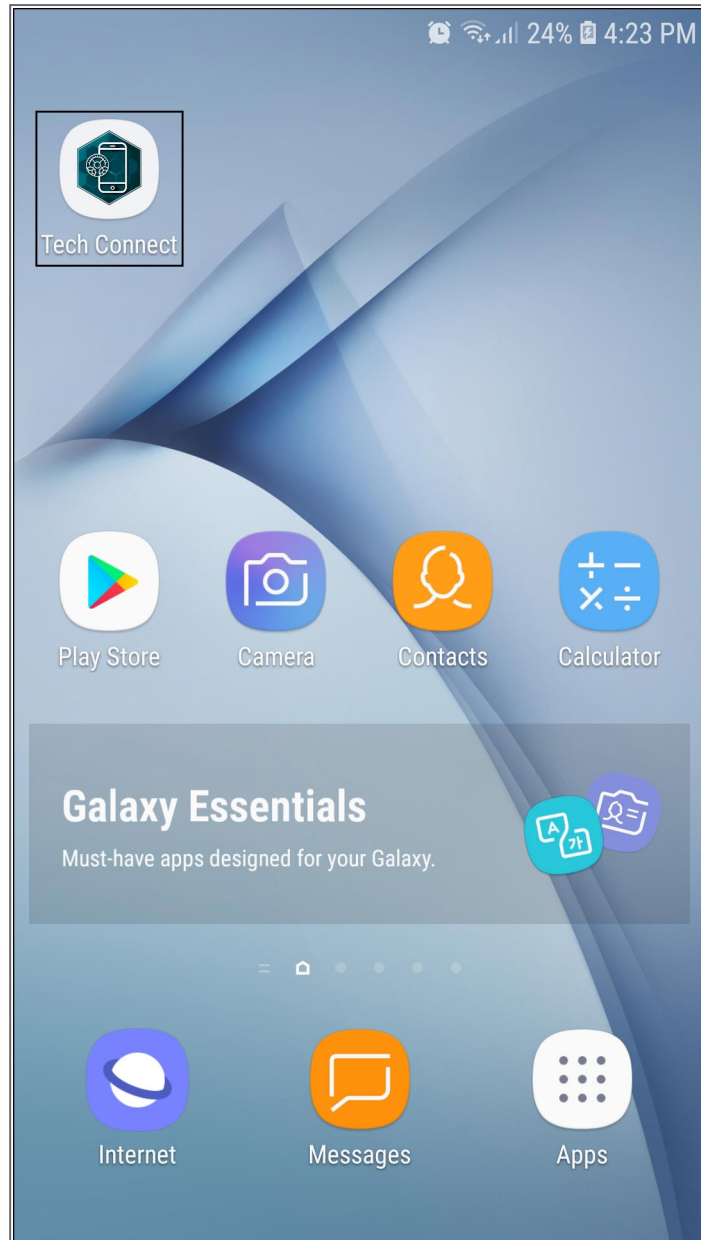 24% 4:23 PM
Tech Connect
Play Store
Camera
Contacts
Calculator
Galaxy Essentials
Must-have apps designed for your Galaxy.
A
가
Internet
Messages
Apps